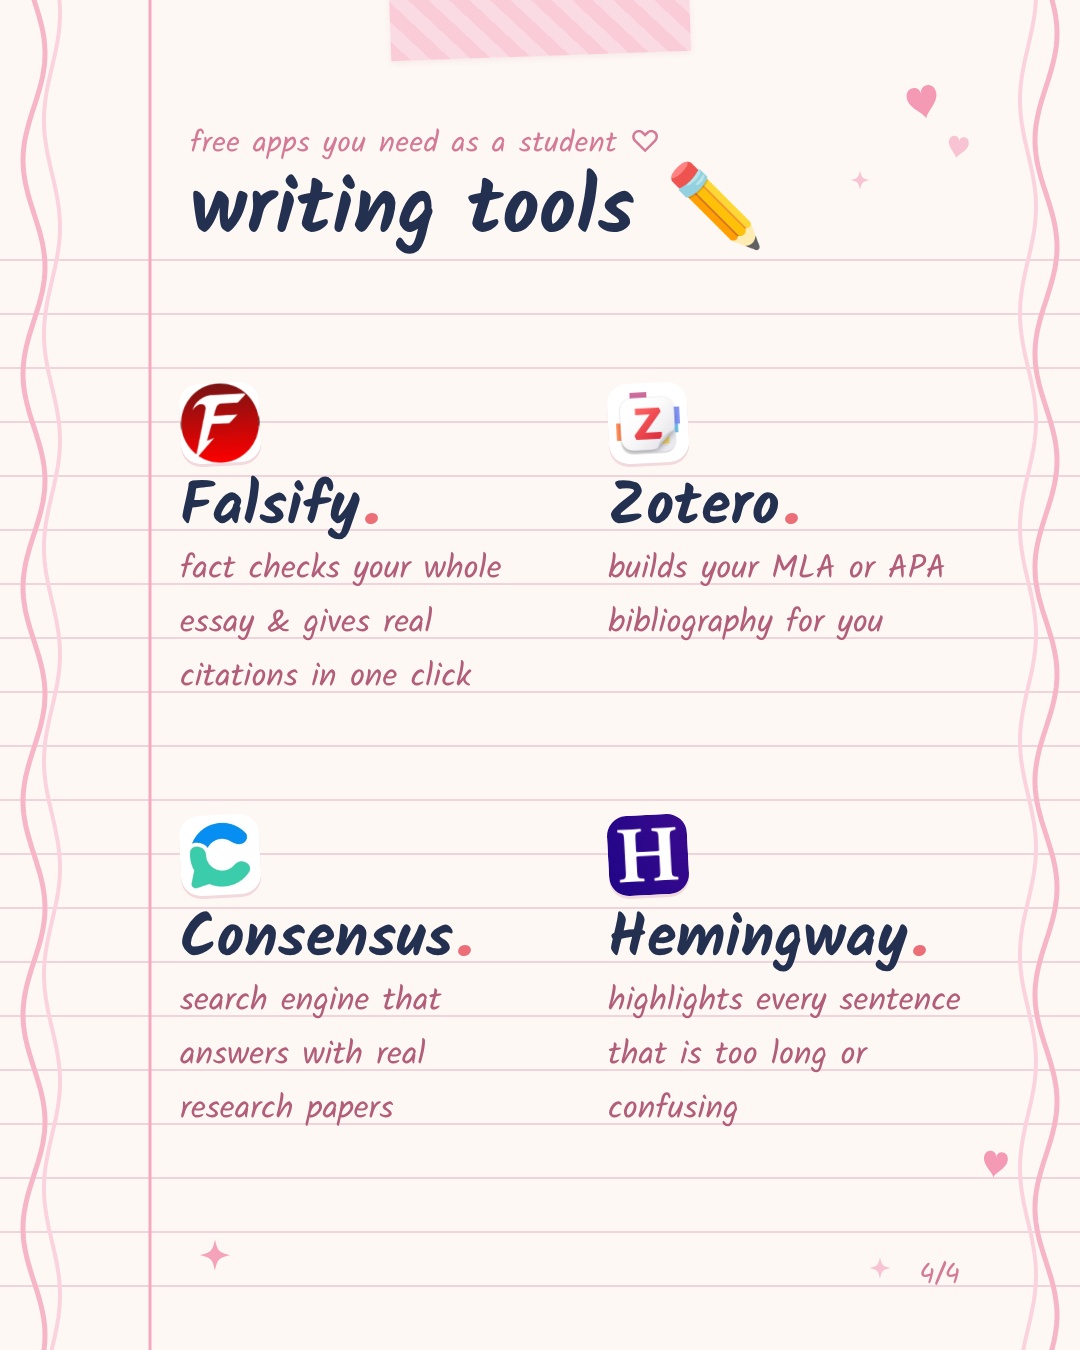 free apps you need as a student ♡
writing tools ✏️
F
Falsify.
fact checks your whole
essay & gives real
citations in one click
Z
Zotero.
builds your MLA or APA
bibliography for you
C
Consensus.
search engine that
answers with real
research papers
H
Hemingway.
highlights every sentence
that is too long or
confusing
4/4